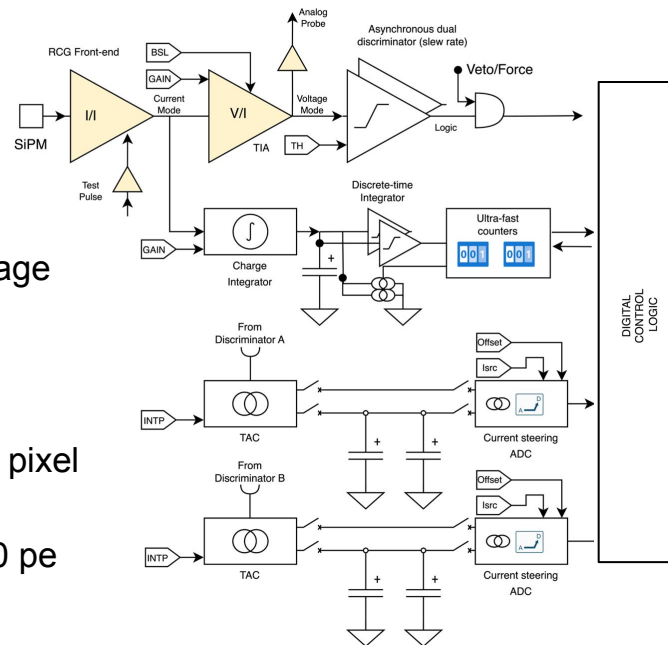 Analog
Probe
RCG Front-end
BSL
GAIN
Asynchronous dual
discriminator (slew rate)
Veto/Force
SiPM
I/I
Current
Mode
V/I
TIA
Voltage
Mode
TH
Logic
Test
Pulse
GAIN
∫
Charge
Integrator
+
Discrete-time
Integrator
Ultra-fast
counters
001 001
DIGITAL
CONTROL
LOGIC
age
From
Discriminator A
INTP
TAC
+ +
Offset
Isrc
A D
Current steering
ADC
pixel
From
Discriminator B
0 pe
INTP
TAC
+ +
Offset
Isrc
A D
Current steering
ADC